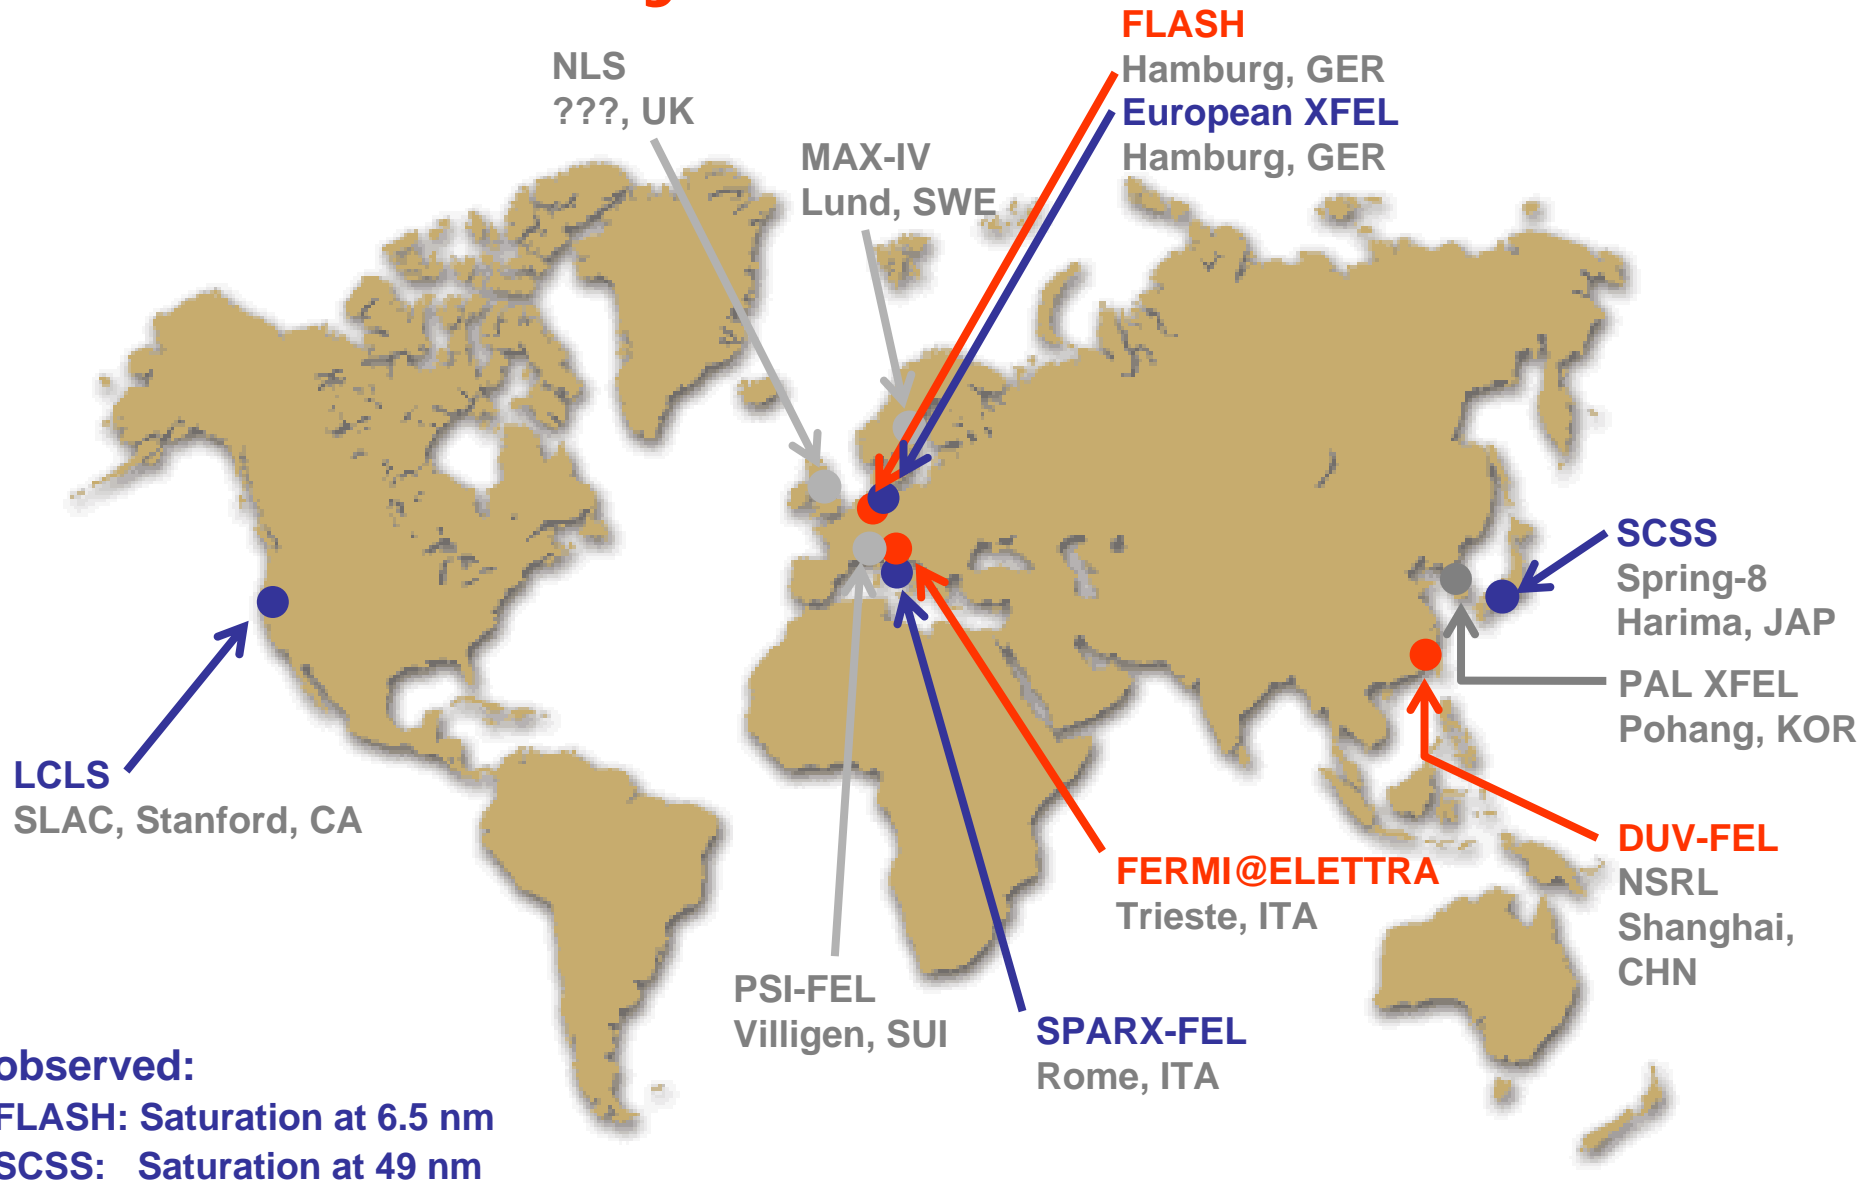 FLASH
Hamburg, GER
European XFEL
Hamburg, GER
NLS
???, UK
MAX-IV
Lund, SWE
SCSS
Spring-8
Harima, JAP
PAL XFEL
Pohang, KOR
LCLS
SLAC, Stanford, CA
DUV-FEL
NSRL
Shanghai,
CHN
FERMI@ELETTRA
Trieste, ITA
PSI-FEL
Villigen, SUI
SPARX-FEL
Rome, ITA
observed:
FLASH: Saturation at 6.5 nm
SCSS: Saturation at 49 nm